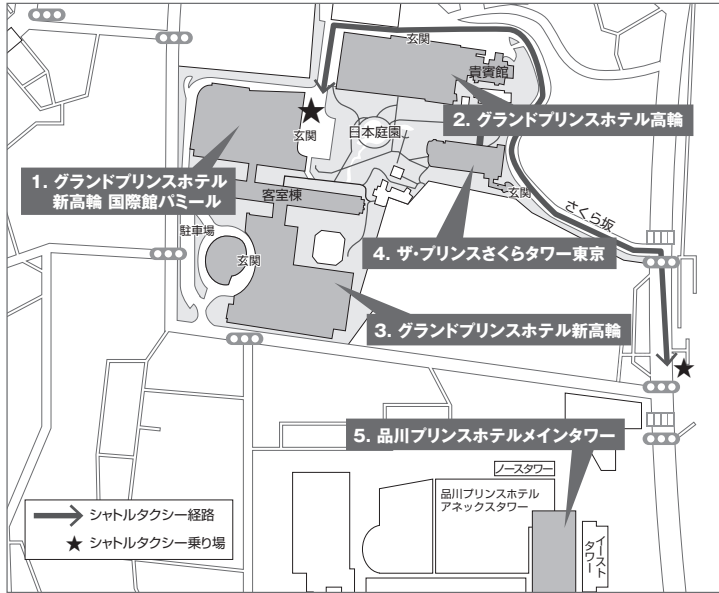 玄関
貴賓館
2. グランドプリンスホテル高輪
玄関
日本庭園
1. グランドプリンスホテル
新高輪 国際館パミール
客室棟
玄関
さくら坂
駐車場
4. ザ・プリンスさくらタワー東京
玄関
3. グランドプリンスホテル新高輪
5. 品川プリンスホテルメインタワー
ノースタワー
品川プリンスホテル
アネックスタワー
イースト
タワー
シャトルタクシー経路
シャトルタクシー乗り場